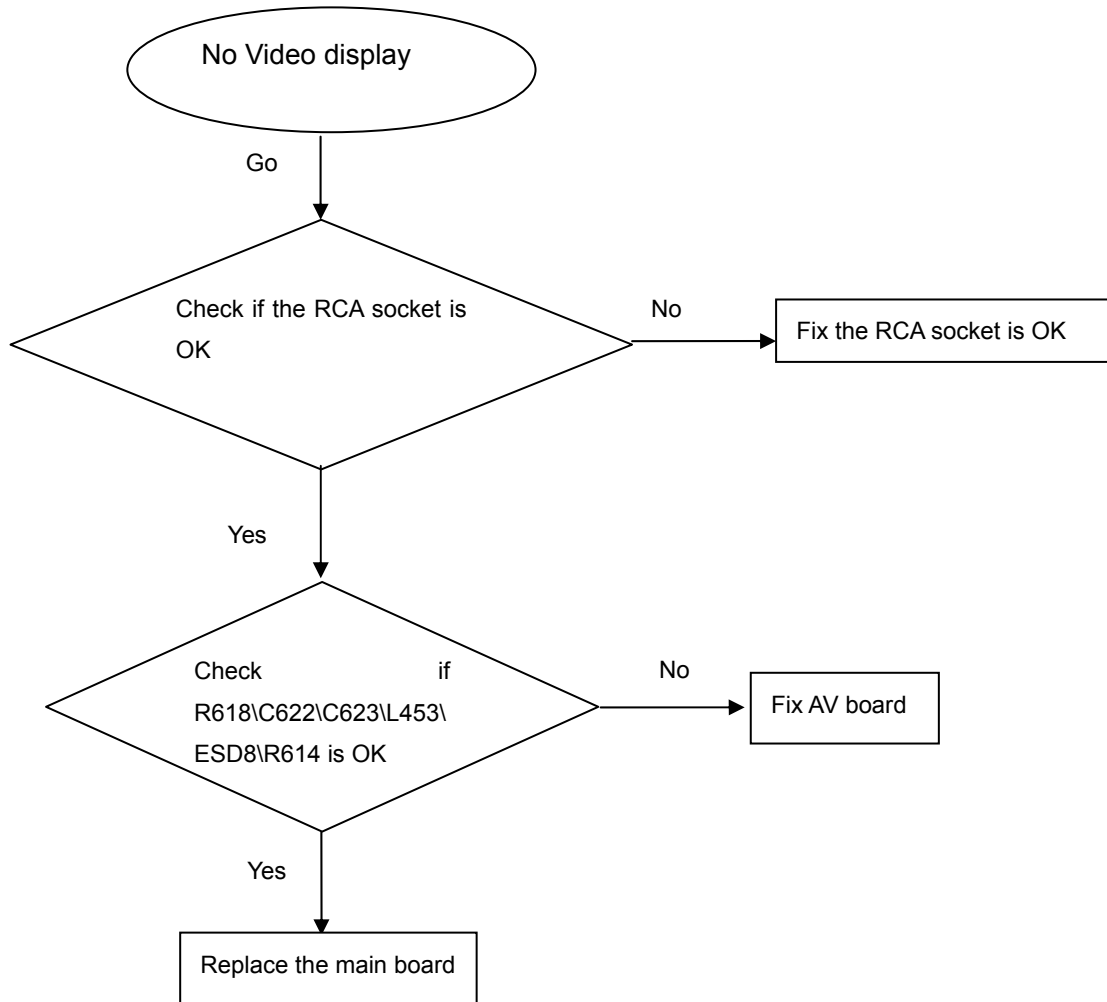 No Video display
Go
Check if the RCA socket is
OK
No
Fix the RCA socket is OK
Yes
Check if
R618\C622\C623\L453\
ESD8\R614 is OK
No
Fix AV board
Yes
Replace the main board